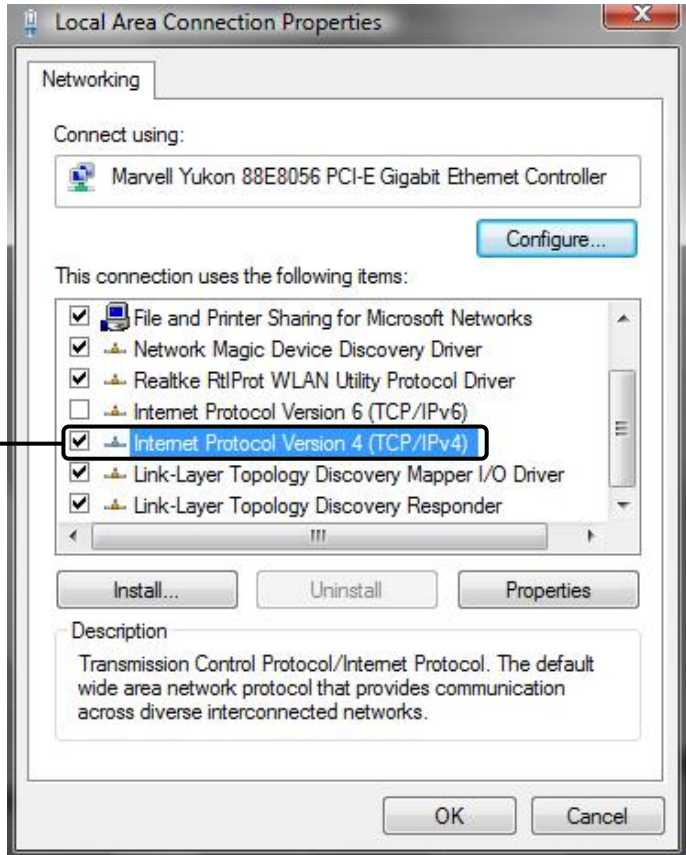 Local Area Connection Properties
Networking
Connect using:
Marvell Yukon 88E8056 PCI-E Gigabit Ethernet Controller
Configure...
This connection uses the following items:
File and Printer Sharing for Microsoft Networks
Network Magic Device Discovery Driver
Realtke RtlProt WLAN Utility Protocol Driver
Internet Protocol Version 6 (TCP/IPv6)
Internet Protocol Version 4 (TCP/IPv4)
Link-Layer Topology Discovery Mapper I/O Driver
Link-Layer Topology Discovery Responder
Install...
Uninstall
Properties
Description
Transmission Control Protocol/Internet Protocol. The default
wide area network protocol that provides communication
across diverse interconnected networks.
OK
Cancel